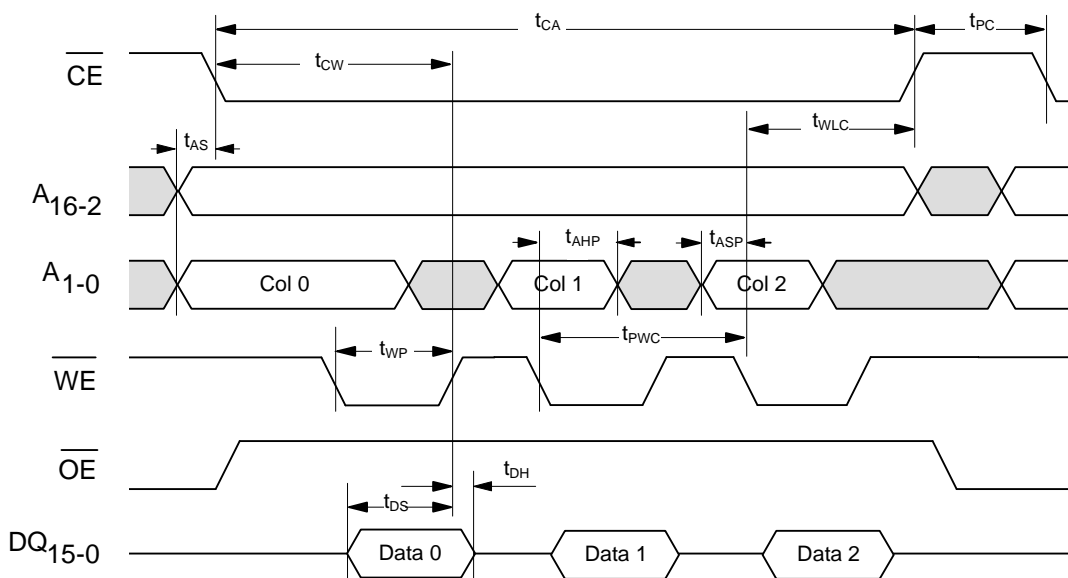 tCA
tPC
CE
tCW
tWLC
tAS
A16-2
tAHP
tASP
A1-0
Col 0
Col 1
Col 2
tPWC
tWP
WE
OE
tDH
tDS
DQ15-0
Data 0
Data 1
Data 2